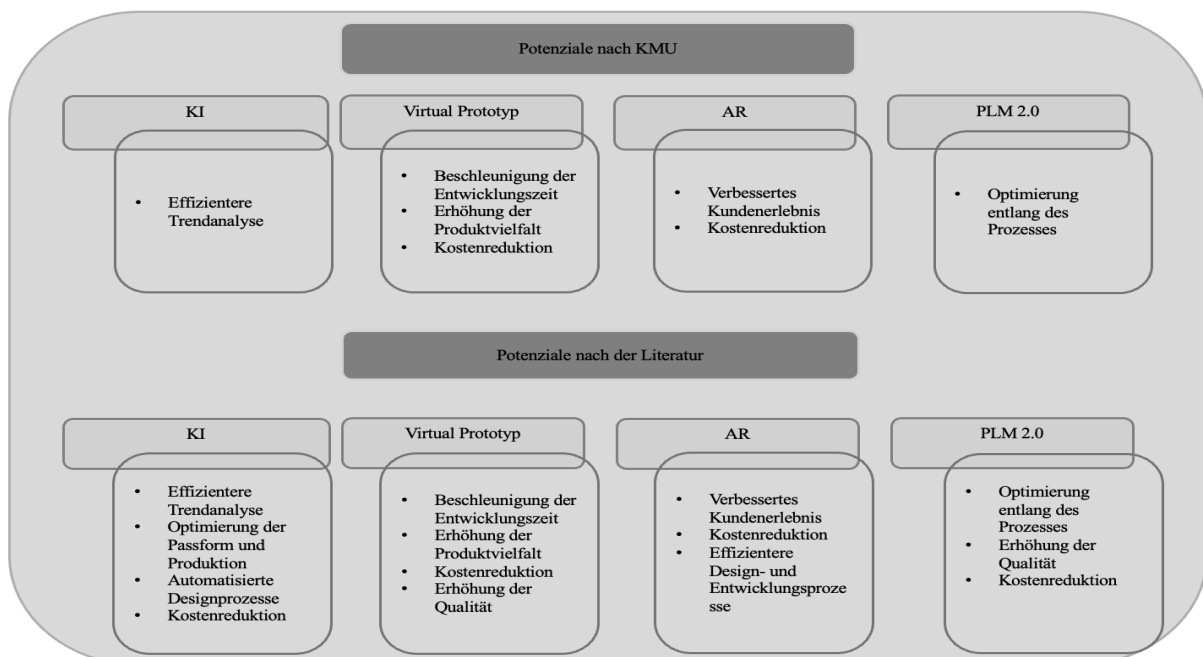 Potenziale nach KMU
KI
Virtual Prototyp
AR
PLM 2.0
• Effizientere
Trendanalyse
• Beschleunigung der
Entwicklungszeit
• Erhöhung der
Produktvielfalt
• Kostenreduktion
• Verbessertes
Kundenerlebnis
• Kostenreduktion
• Optimierung
entlang des
Prozesses
Potenziale nach der Literatur
KI
Virtual Prototyp
AR
PLM 2.0
• Effizientere
Trendanalyse
• Optimierung der
Passform und
Produktion
• Automatisierte
Designprozesse
• Kostenreduktion
• Beschleunigung der
Entwicklungszeit
• Erhöhung der
Produktvielfalt
• Kostenreduktion
• Erhöhung der
Qualität
• Verbessertes
Kundenerlebnis
• Kostenreduktion
• Effizientere
Design- und
Entwicklungsproze
sse
• Optimierung
entlang des
Prozesses
• Erhöhung der
Qualität
• Kostenreduktion